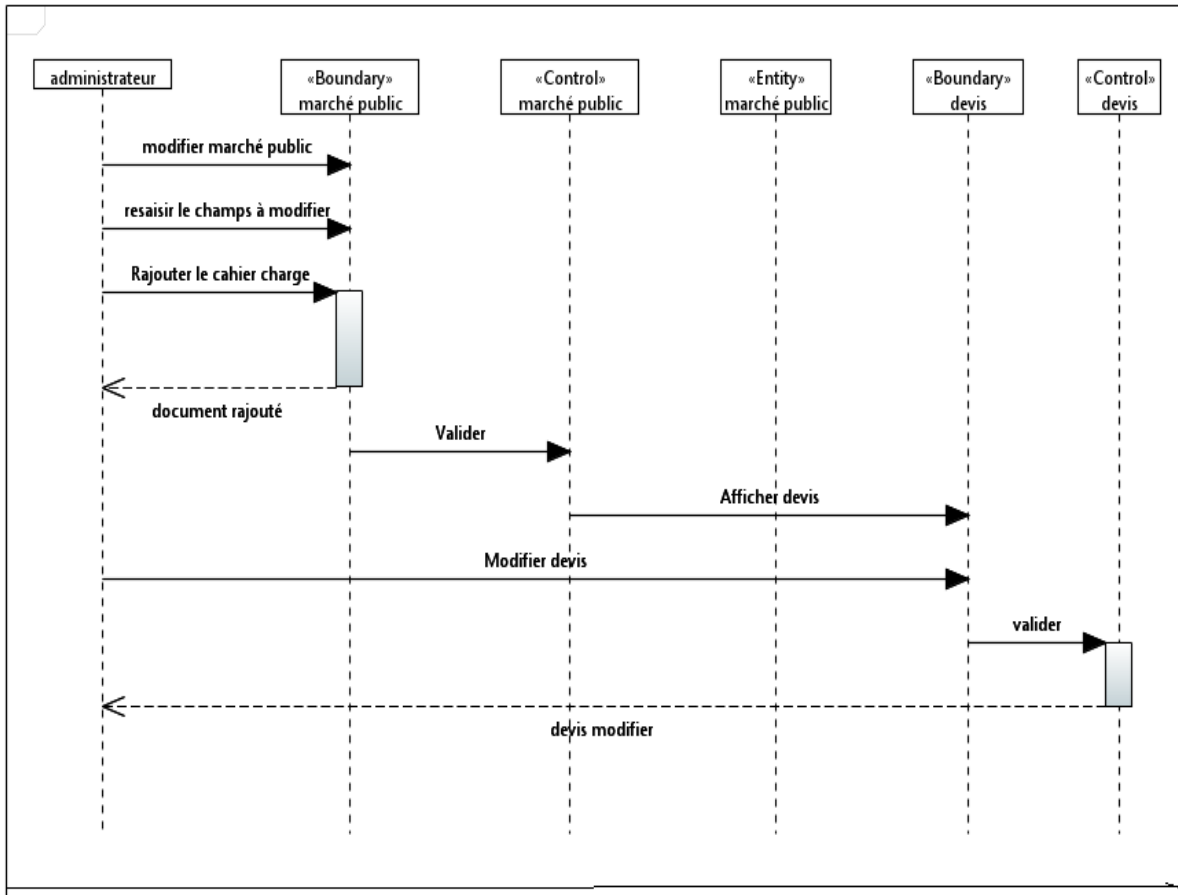 administrateur
«Boundary»
marché public
«Control»
marché public
«Entity»
marché public
«Boundary»
devis
«Control»
devis
modifier marché public
resaisir le champs à modifier
Rajouter le cahier charge
document rajouté
Valider
Afficher devis
Modifier devis
valider
devis modifier